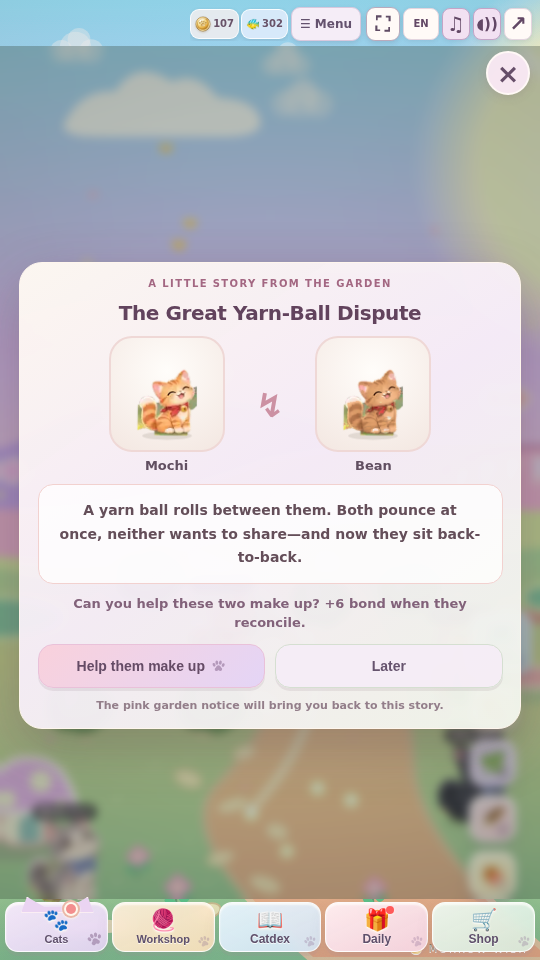 107 302 ☰ Menu EN
A LITTLE STORY FROM THE GARDEN
The Great Yarn-Ball Dispute
Mochi Bean
A yarn ball rolls between them. Both pounce at
once, neither wants to share—and now they sit back-
to-back.
Can you help these two make up? +6 bond when they
reconcile.
Help them make up Later
The pink garden notice will bring you back to this story.
Cats Workshop Catdex Daily Shop